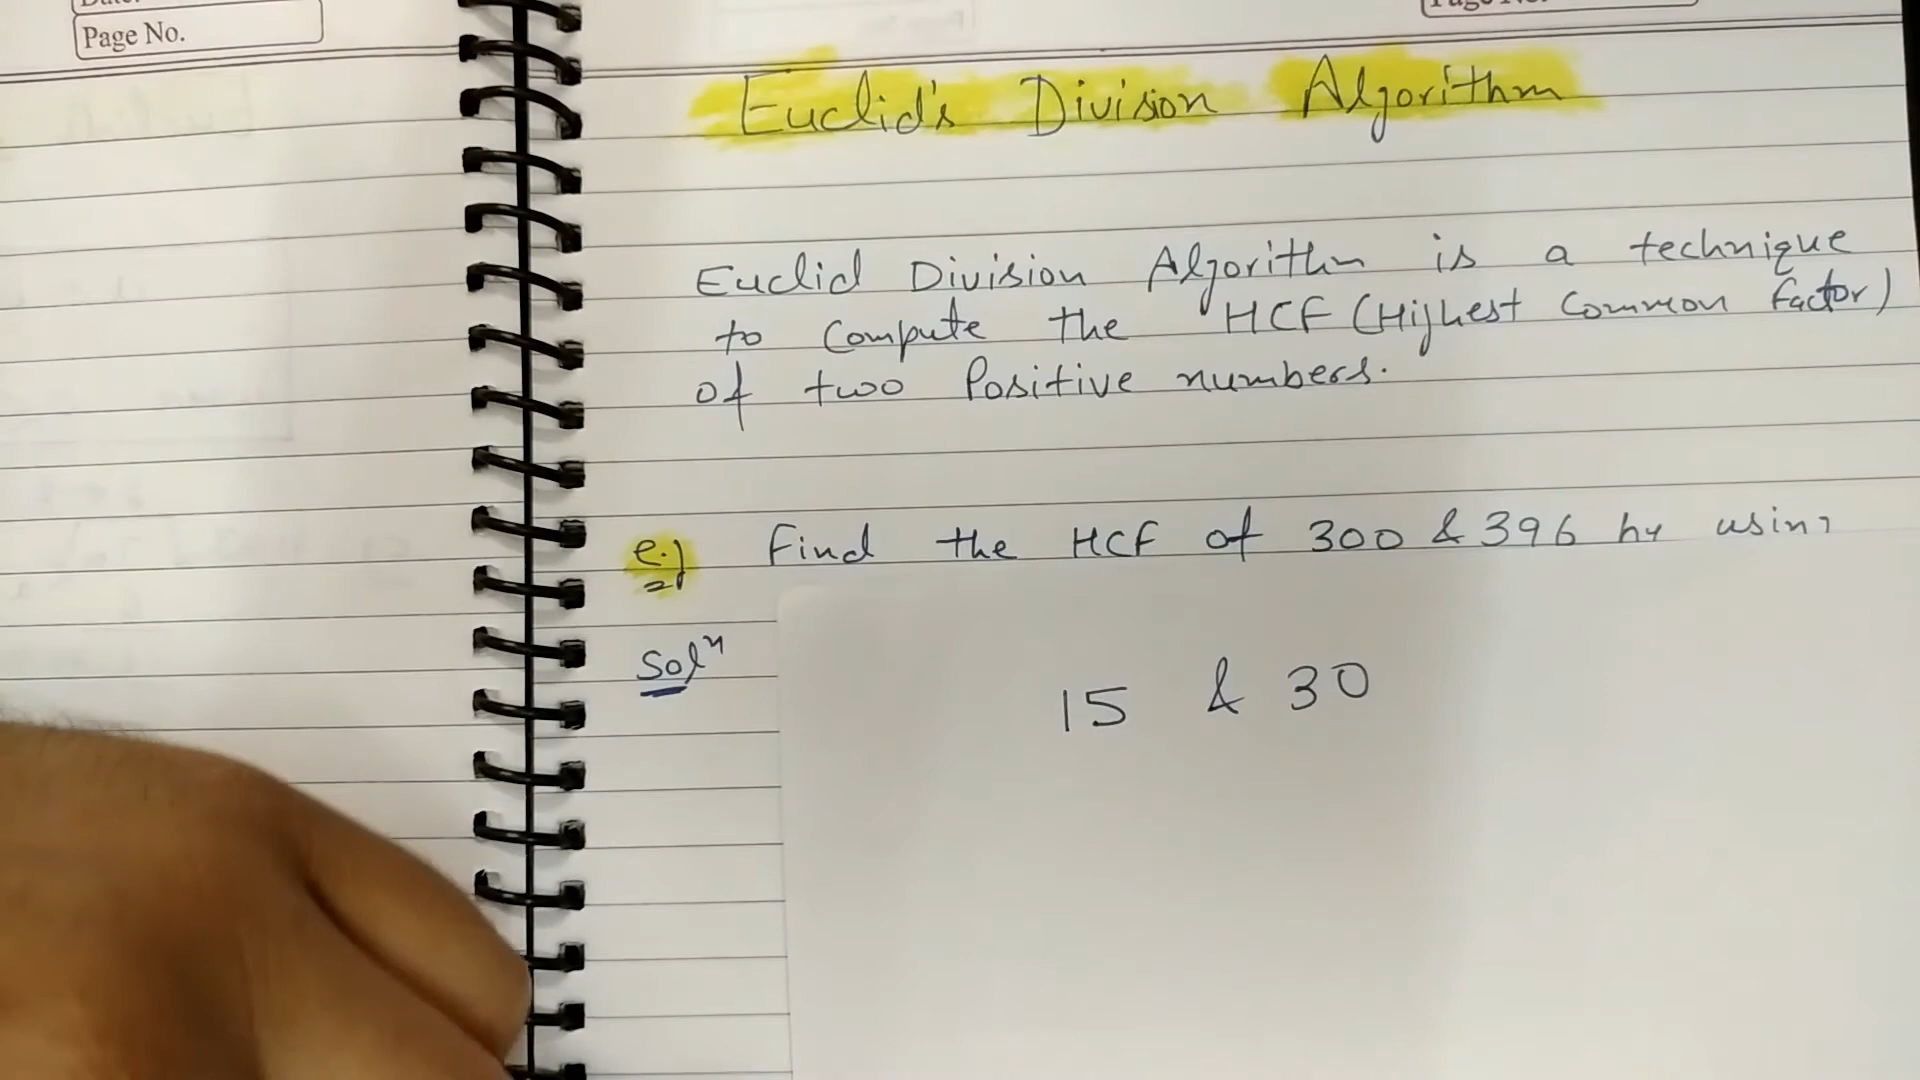 Page No.
Euclid's Division Algorithm
Euclid Division Algorithm is a technique
to Compute the HCF (Highest Common Factor)
of two Positive numbers.
e.g Find the HCF of 300 & 396 by using
Solⁿ
15 & 30